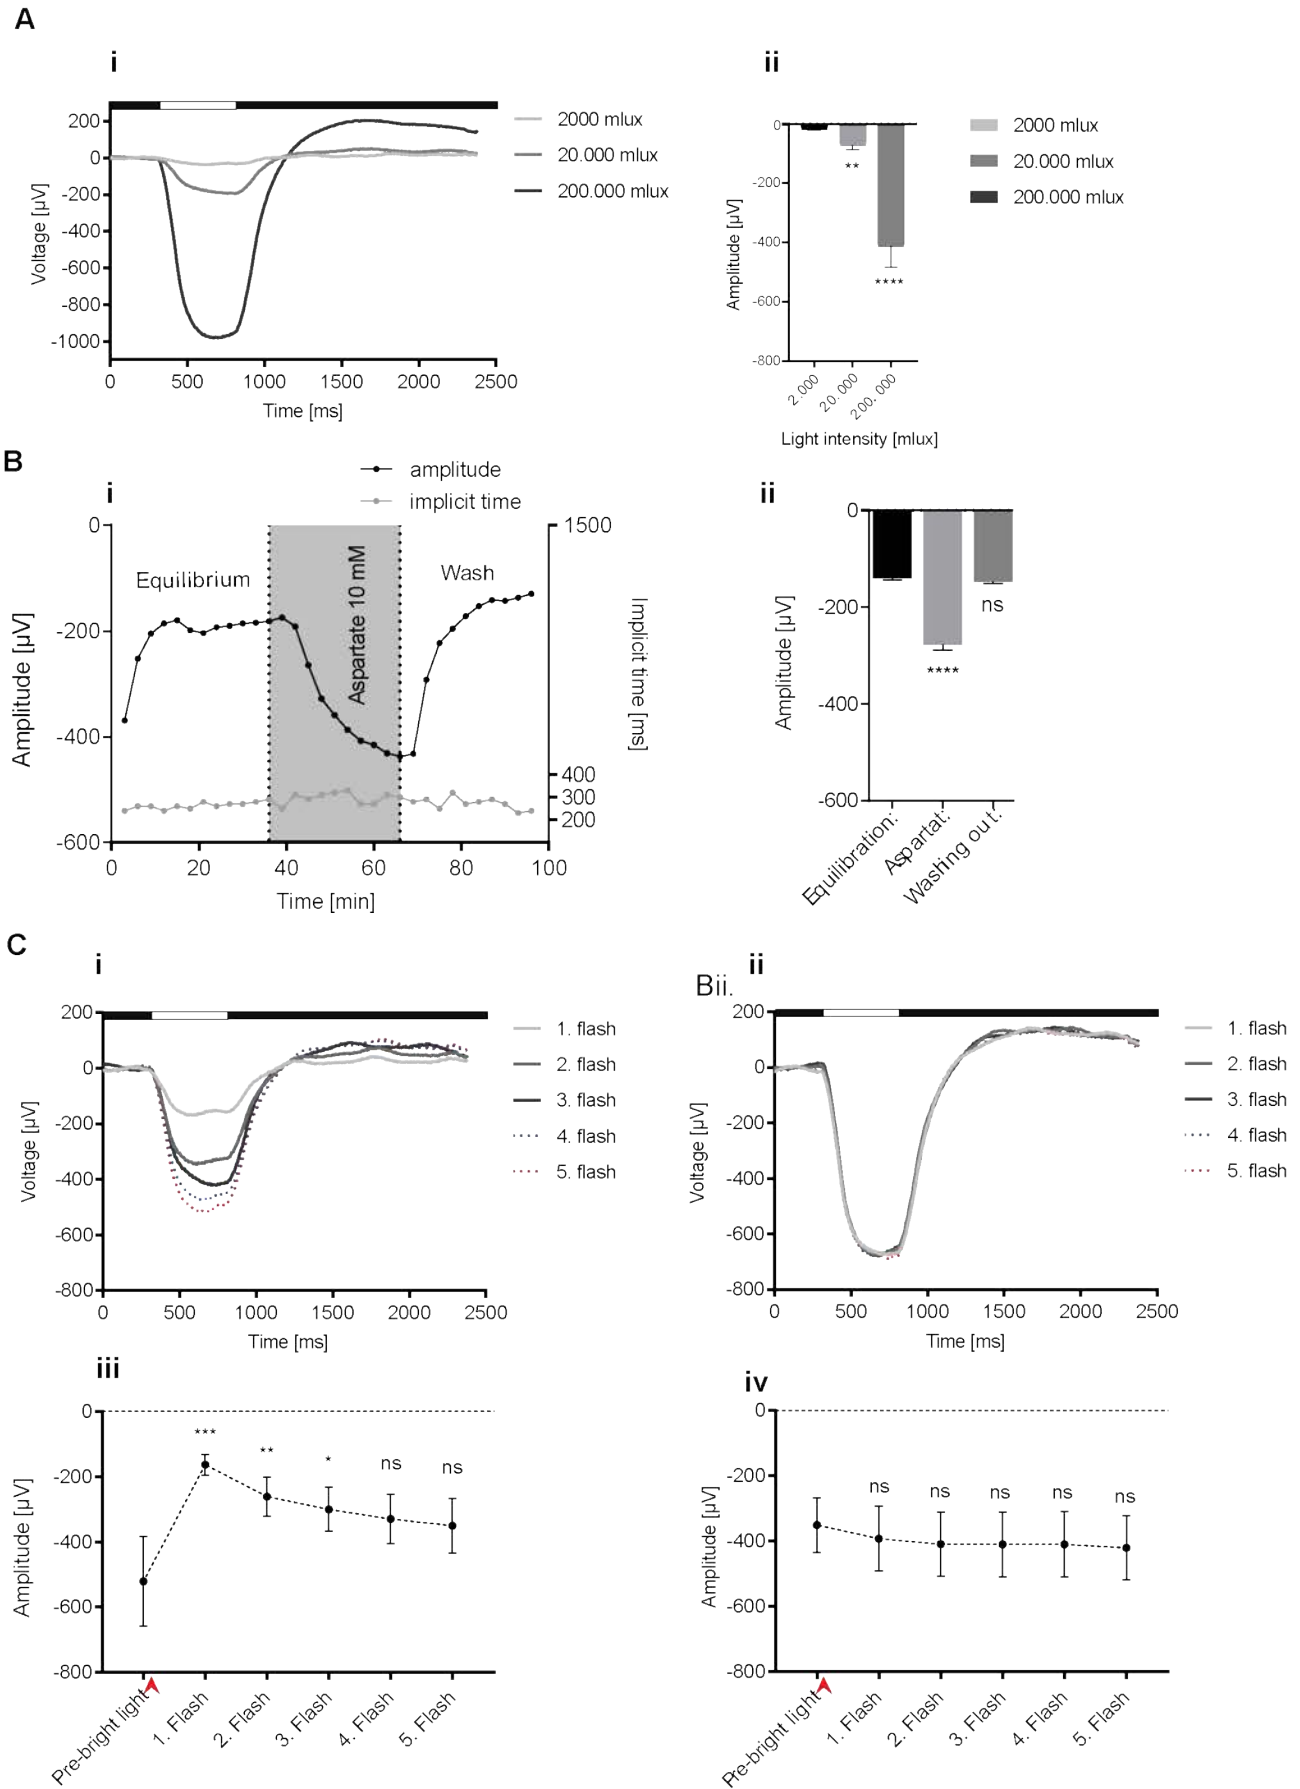 A
i
200
0
-200
-400
-600
-800
-1000
Voltage [µV]
0 500 1000 1500 2000 2500
Time [ms]
2000 mlux
20.000 mlux
200.000 mlux
ii
0
-200
-400
-600
-800
Amplitude [µV]
**
****
2.000 20.000 200.000
Light intensity [mlux]
2000 mlux
20.000 mlux
200.000 mlux
B
i
amplitude
implicit time
0
-200
-400
-600
Amplitude [µV]
Equilibrium
Aspartate 10 mM
Wash
1500
400
300
200
Implicit time [ms]
0 20 40 60 80 100
Time [min]
ii
0
-200
-400
-600
Amplitude [µV]
****
ns
Equilibration:
Aspartat:
Washing out:
C
i
200
0
-200
-400
-600
-800
Voltage [µV]
0 500 1000 1500 2000 2500
Time [ms]
1. flash
2. flash
3. flash
4. flash
5. flash
Bii.
ii
200
0
-200
-400
-600
-800
Voltage [µV]
0 500 1000 1500 2000 2500
Time [ms]
1. flash
2. flash
3. flash
4. flash
5. flash
iii
0
-200
-400
-600
-800
Amplitude [µV]
*** ** * ns ns
Pre-bright light
1. Flash
2. Flash
3. Flash
4. Flash
5. Flash
iv
0
-200
-400
-600
-800
Amplitude [µV]
ns ns ns ns ns
Pre-bright light
1. Flash
2. Flash
3. Flash
4. Flash
5. Flash